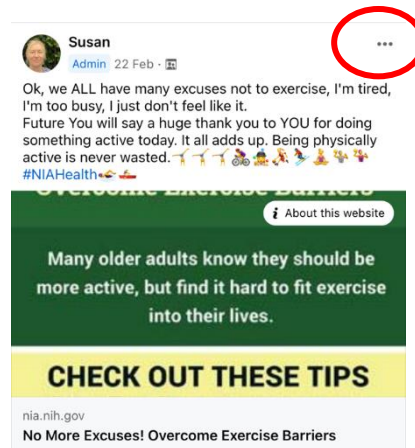 Susan
Admin 22 Feb ·
Ok, we ALL have many excuses not to exercise, I'm tired,
I'm too busy, I just don't feel like it.
Future You will say a huge thank you to YOU for doing
something active today. It all adds up. Being physically
active is never wasted.
#NIAHealth
Overcome Exercise Barriers
i About this website
Many older adults know they should be
more active, but find it hard to fit exercise
into their lives.
CHECK OUT THESE TIPS
nia.nih.gov
No More Excuses! Overcome Exercise Barriers